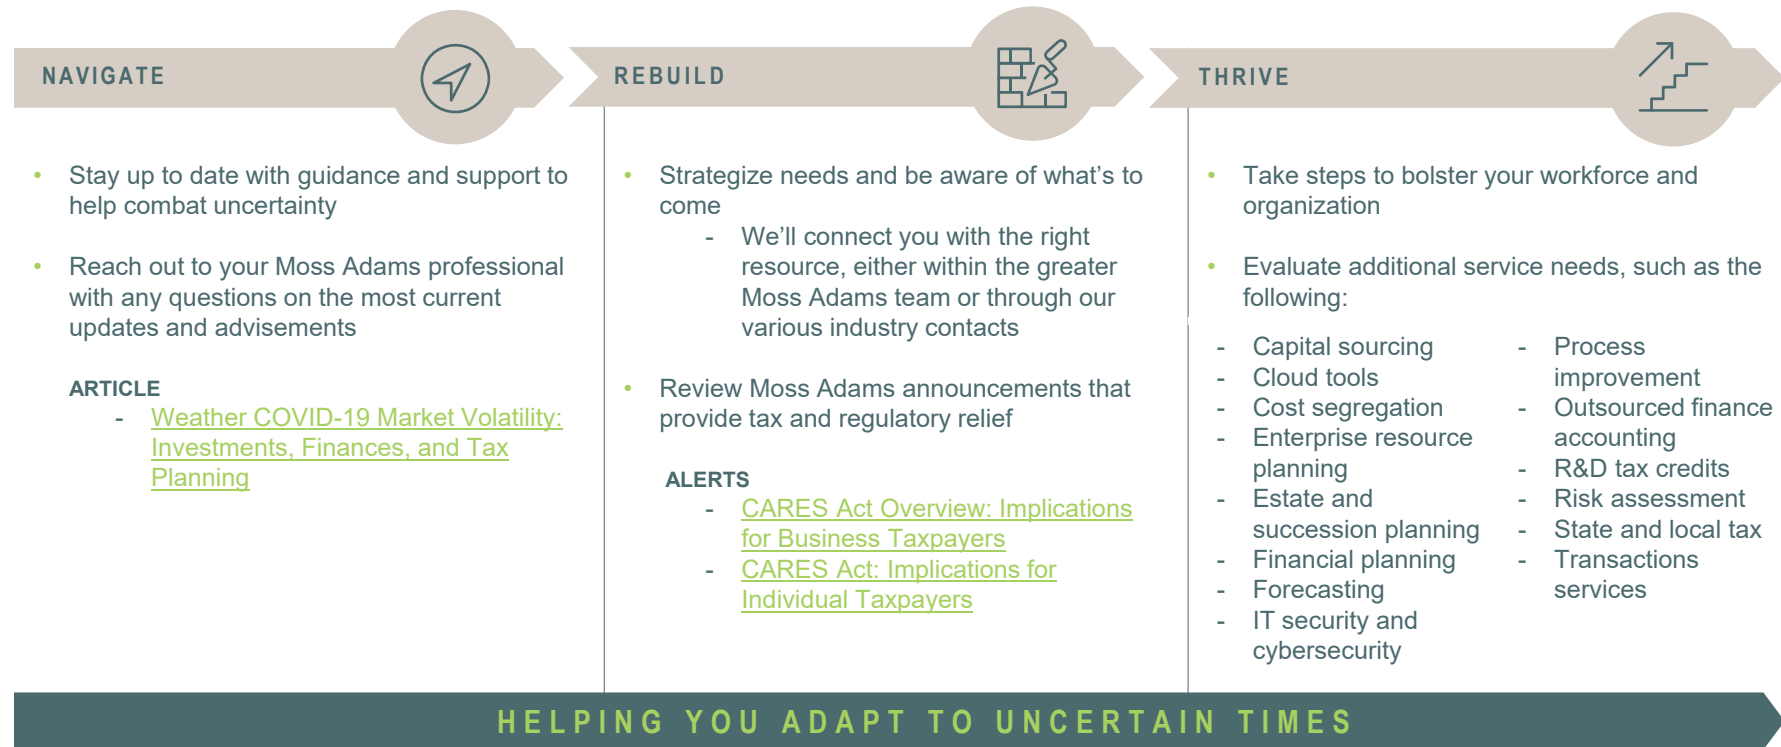 NAVIGATE
• Stay up to date with guidance and support to
help combat uncertainty
• Reach out to your Moss Adams professional
with any questions on the most current
updates and advisements
ARTICLE
- Weather COVID-19 Market Volatility:
Investments, Finances, and Tax
Planning
REBUILD
• Strategize needs and be aware of what’s to
come
- We’ll connect you with the right
resource, either within the greater
Moss Adams team or through our
various industry contacts
• Review Moss Adams announcements that
provide tax and regulatory relief
ALERTS
- CARES Act Overview: Implications
for Business Taxpayers
- CARES Act: Implications for
Individual Taxpayers
THRIVE
• Take steps to bolster your workforce and
organization
• Evaluate additional service needs, such as the
following:
- Capital sourcing
- Cloud tools
- Cost segregation
- Enterprise resource
planning
- Estate and
succession planning
- Financial planning
- Forecasting
- IT security and
cybersecurity
- Process
improvement
- Outsourced finance
accounting
- R&D tax credits
- Risk assessment
- State and local tax
- Transactions
services
HELPING YOU ADAPT TO UNCERTAIN TIMES